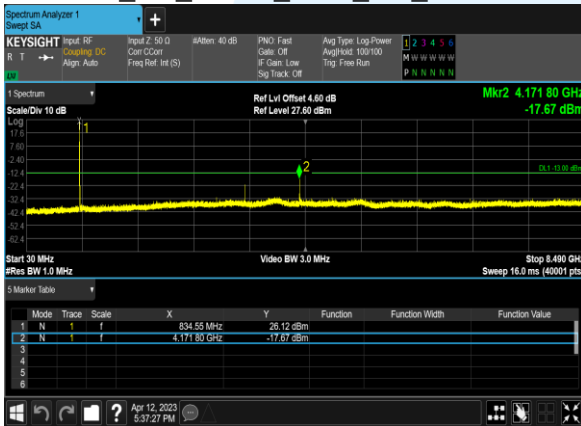 Spectrum Analyzer 1
Swept SA
+
KEYSIGHT Input: RF Input Z: 50 Ω #Atten: 40 dB PNO: Fast Avg Type: Log-Power 1 2 3 4 5 6
R T Coupling: DC Corr CCorr Gate: Off Avg|Hold: 100/100 M W W W W W
Align: Auto Freq Ref: Int (S) IF Gain: Low Trig: Free Run
LXI Sig Track: Off P N N N N N
1 Spectrum Ref Lvl Offset 4.60 dB Mkr2 4.171 80 GHz
Scale/Div 10 dB Ref Level 27.60 dBm -17.67 dBm
Log
17.6 1
7.60
-2.40
2 DL1 -13.00 dBm
-12.4
-22.4
-32.4
-42.4
-52.4
-62.4
Start 30 MHz Video BW 3.0 MHz Stop 8.490 GHz
#Res BW 1.0 MHz Sweep 16.0 ms (40001 pts)
5 Marker Table
Mode Trace Scale X Y Function Function Width Function Value
1 N 1 f 834.55 MHz 26.12 dBm
2 N 1 f 4.171 80 GHz -17.67 dBm
3
4
5
6
? Apr 12, 2023
5:37:27 PM